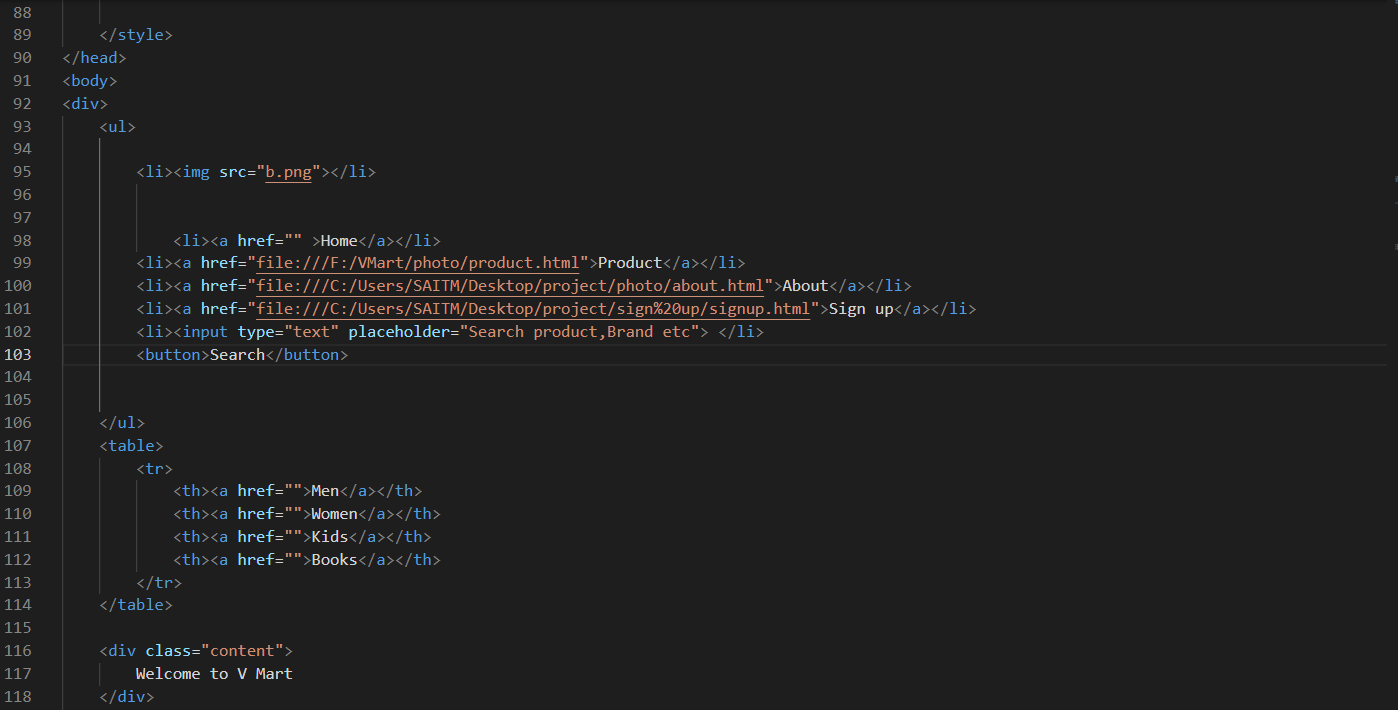 88
89 </style>
90 </head>
91 <body>
92 <div>
93 <ul>
94
95 <li><img src="b.png"></li>
96
97
98 <li><a href="" >Home</a></li>
99 <li><a href="file:///F:/VMart/photo/product.html">Product</a></li>
100 <li><a href="file:///C:/Users/SAITM/Desktop/project/photo/about.html">About</a></li>
101 <li><a href="file:///C:/Users/SAITM/Desktop/project/sign%20up/signup.html">Sign up</a></li>
102 <li><input type="text" placeholder="Search product,Brand etc"> </li>
103 <button>Search</button>
104
105
106 </ul>
107 <table>
108 <tr>
109 <th><a href="">Men</a></th>
110 <th><a href="">Women</a></th>
111 <th><a href="">Kids</a></th>
112 <th><a href="">Books</a></th>
113 </tr>
114 </table>
115
116 <div class="content">
117 Welcome to V Mart
118 </div>